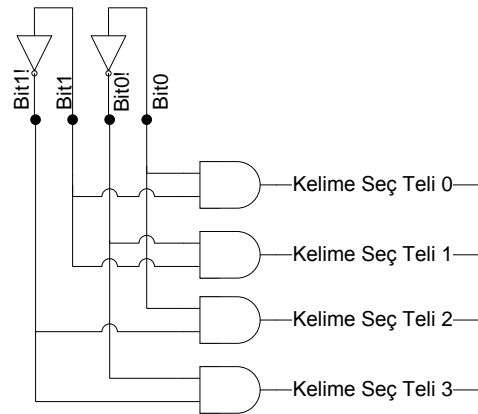 Bit1!
Bit1
Bit0!
Bit0
Kelime Seç Teli 0
Kelime Seç Teli 1
Kelime Seç Teli 2
Kelime Seç Teli 3